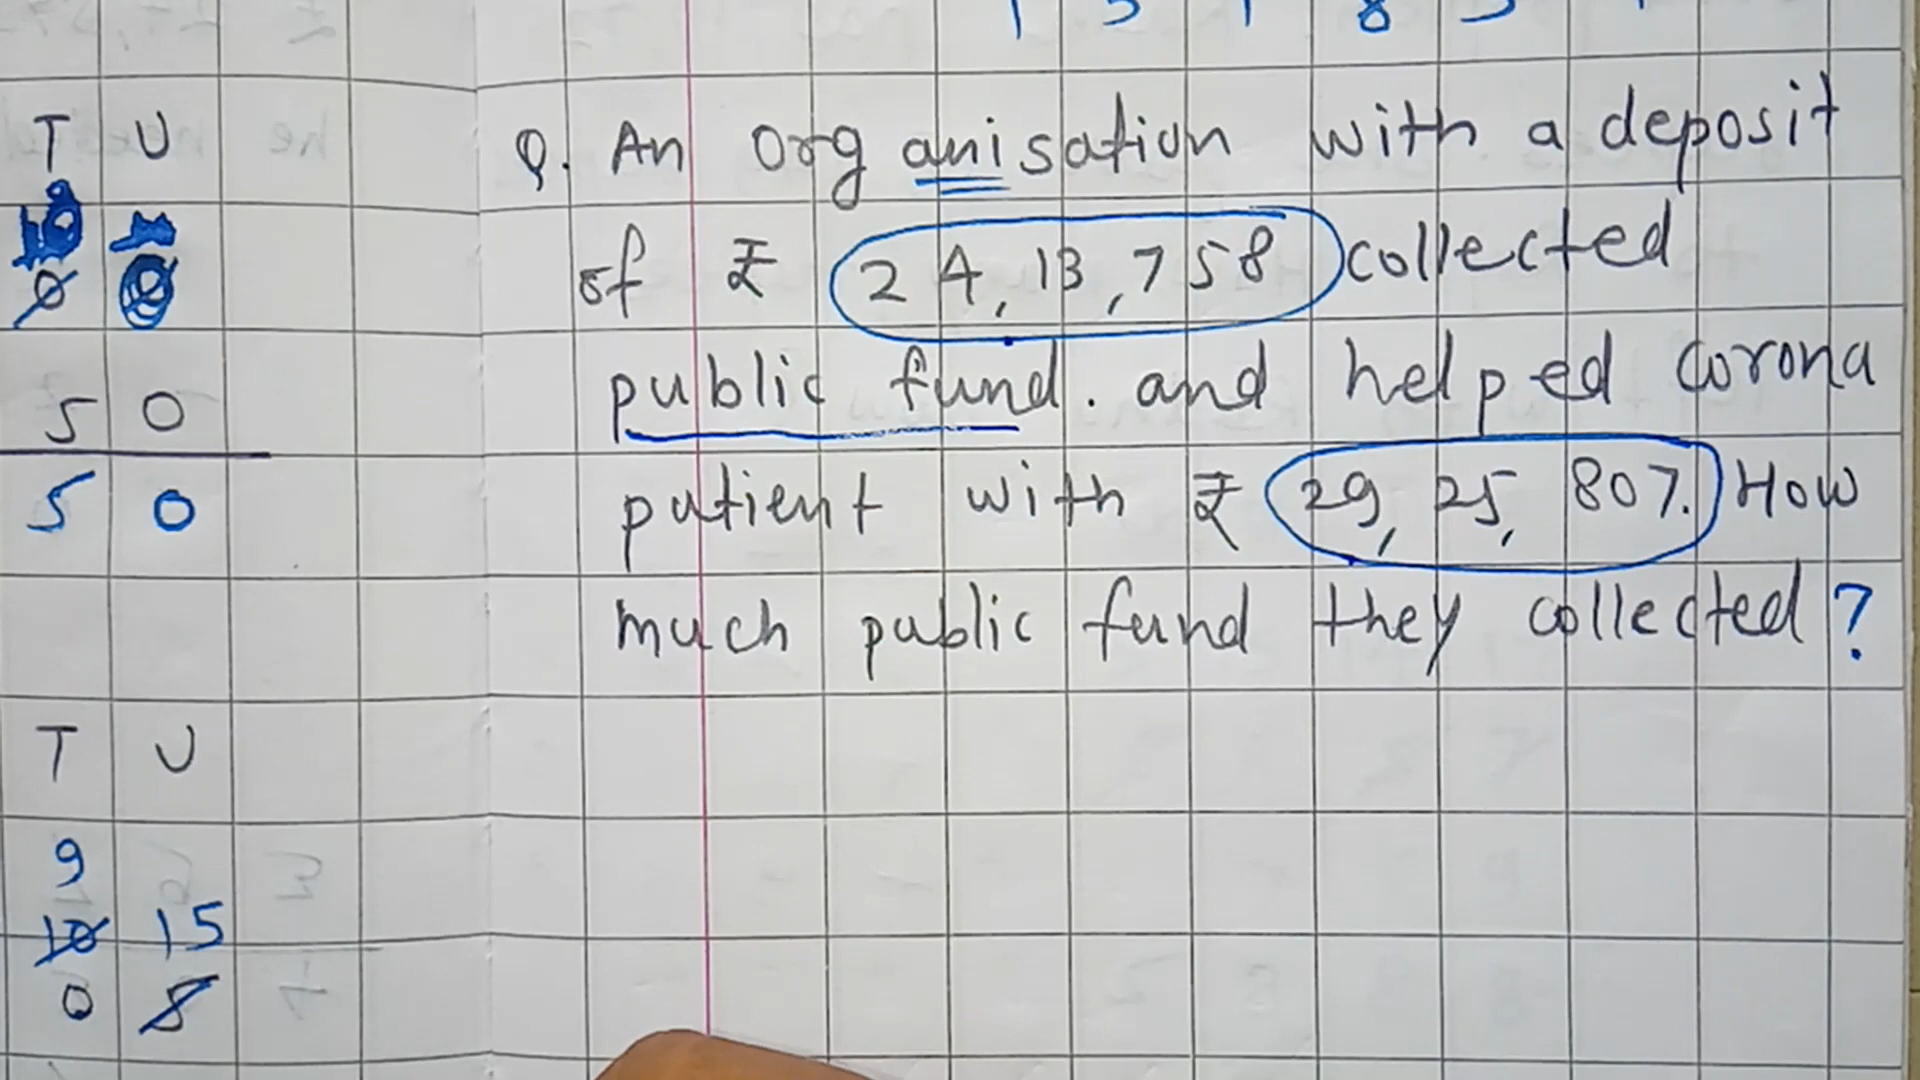 T U
5 0
5 0
Q. An organisation with a deposit
of ₹ 24,13,758 collected
public fund. and helped corona
patient with ₹ 29,25,807. How
much public fund they collected?
T U
9
10 15
0